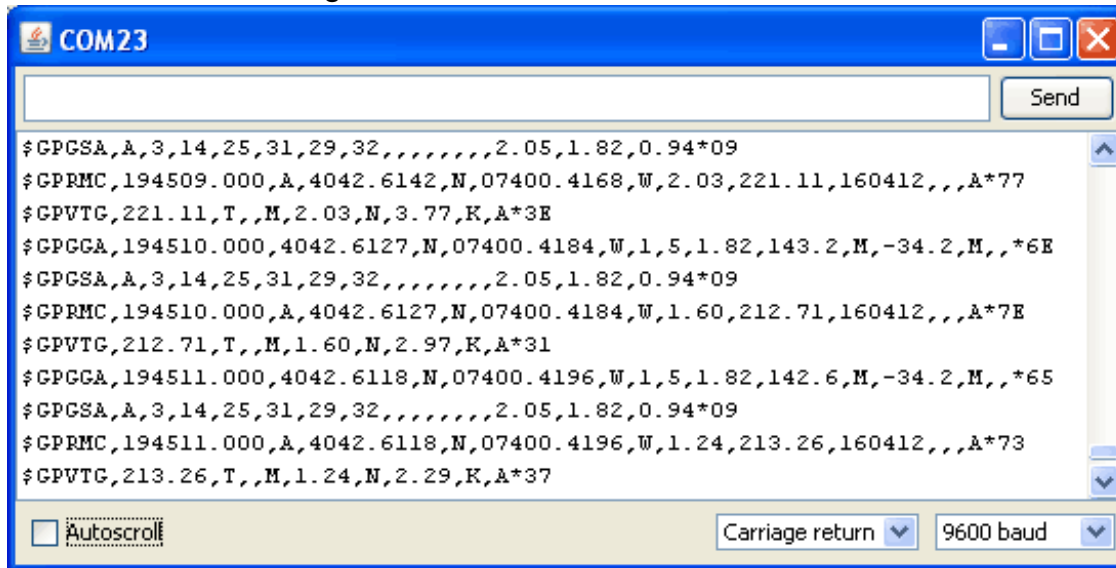 COM23
Send
$GPGSA,A,3,14,25,31,29,32,,,,,,,,2.05,1.82,0.94*09
$GPRMC,194509.000,A,4042.6142,N,07400.4168,W,2.03,221.11,160412,,,A*77
$GPVTG,221.11,T,,M,2.03,N,3.77,K,A*3E
$GPGGA,194510.000,4042.6127,N,07400.4184,W,1,5,1.82,143.2,M,-34.2,M,,*6E
$GPGSA,A,3,14,25,31,29,32,,,,,,,,2.05,1.82,0.94*09
$GPRMC,194510.000,A,4042.6127,N,07400.4184,W,1.60,212.71,160412,,,A*7E
$GPVTG,212.71,T,,M,1.60,N,2.97,K,A*31
$GPGGA,194511.000,4042.6118,N,07400.4196,W,1,5,1.82,142.6,M,-34.2,M,,*65
$GPGSA,A,3,14,25,31,29,32,,,,,,,,2.05,1.82,0.94*09
$GPRMC,194511.000,A,4042.6118,N,07400.4196,W,1.24,213.26,160412,,,A*73
$GPVTG,213.26,T,,M,1.24,N,2.29,K,A*37
Autoscroll Carriage return 9600 baud